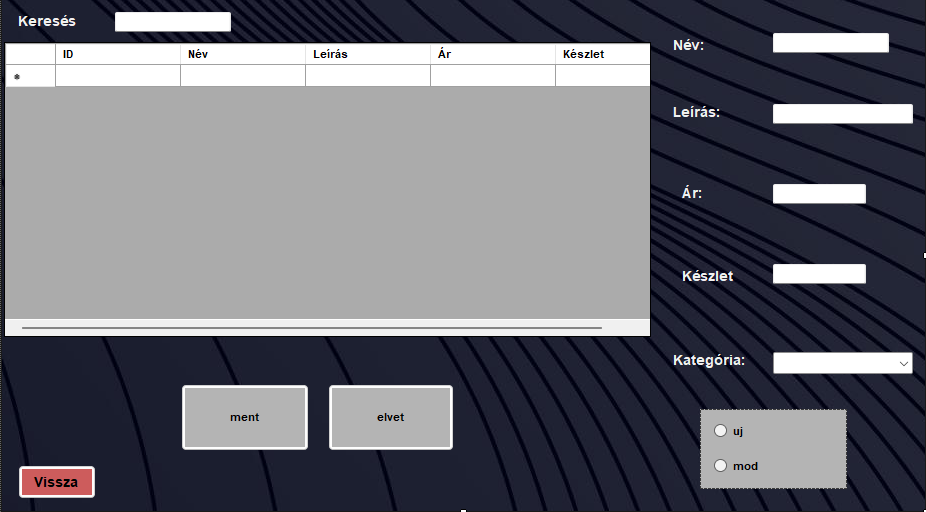 Keresés
ID Név Leírás Ár Készlet
Név:
Leírás:
Ár:
Készlet
Kategória:
ment elvet
uj
mod
Vissza